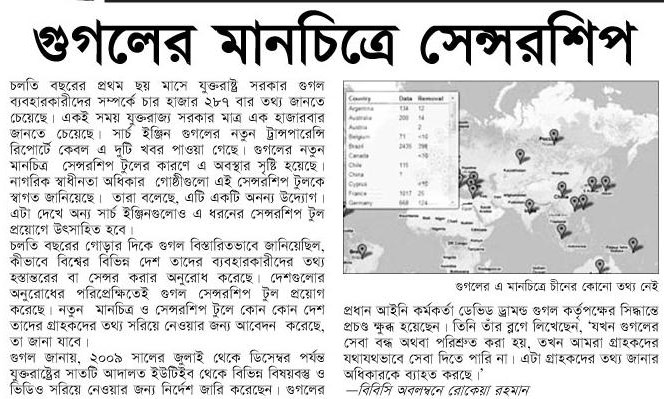 গুগলের মানচিত্রে সেন্সরশিপ
চলতি বছরের প্রথম ছয় মাসে যুক্তরাষ্ট্র সরকার গুগল
ব্যবহারকারীদের সম্পর্কে চার হাজার ২৮৭ বার তথ্য জানতে
চেয়েছে। একই সময় যুক্তরাজ্য সরকার মাত্র এক হাজারবার
জানতে চেয়েছে। সার্চ ইঞ্জিন গুগলের নতুন ট্রান্সপারেন্সি
রিপোর্টে কেবল এ দুটি খবর পাওয়া গেছে। গুগলের নতুন
মানচিত্র সেন্সরশিপ টুলের কারণে এ অবস্থার সৃষ্টি হয়েছে।
নাগরিক স্বাধীনতা অধিকার গোষ্ঠীগুলো এই সেন্সরশিপ টুলকে
স্বাগত জানিয়েছে। তারা বলেছে, এটি একটি অনন্য উদ্যোগ।
এটা দেখে অন্য সার্চ ইঞ্জিনগুলোও এ ধরনের সেন্সরশিপ টুল
প্রয়োগে উৎসাহিত হবে।
চলতি বছরের গোড়ার দিকে গুগল বিস্তারিতভাবে জানিয়েছিল,
কীভাবে বিশ্বের বিভিন্ন দেশ তাদের ব্যবহারকারীদের তথ্য
হস্তান্তরের বা সেন্সর করার অনুরোধ করেছে। দেশগুলোর
অনুরোধের পরিপ্রেক্ষিতেই গুগল সেন্সরশিপ টুল প্রয়োগ
করেছে। নতুন মানচিত্র ও সেন্সরশিপ টুলে কোন কোন দেশ
তাদের গ্রাহকদের তথ্য সরিয়ে নেওয়ার জন্য আবেদন করেছে,
তা জানা যাবে।
গুগল জানায়, ২০০৯ সালের জুলাই থেকে ডিসেম্বর পর্যন্ত
যুক্তরাষ্ট্রের সাতটি আদালত ইউটিইব থেকে বিভিন্ন বিষয়বস্তু ও
ভিডিও সরিয়ে নেওয়ার জন্য নির্দেশ জারি করেছেন। গুগলের
Country Data Removal
Argentina 134 12
Australia 200 14
Austria 2
Belgium 71 <10
Brazil 2435 398
Canada <10
Chile 115
China 1
Cyprus <10
France 1017 25
Germany 668 124
গুগলের এ মানচিত্রে চীনের কোনো তথ্য নেই
প্রধান আইনি কর্মকর্তা ডেভিড ড্রামন্ড গুগল কর্তৃপক্ষের সিদ্ধান্তে
প্রচণ্ড ক্ষুব্ধ হয়েছেন। তিনি তাঁর ব্লগে লিখেছেন, ‘যখন গুগলের
সেবা বন্ধ অথবা পরিশ্রুত করা হয়, তখন আমরা গ্রাহকদের
যথাযথভাবে সেবা দিতে পারি না। এটা গ্রাহকদের তথ্য জানার
অধিকারকে ব্যাহত করছে।’
—বিবিসি অবলম্বনে রোকেয়া রহমান